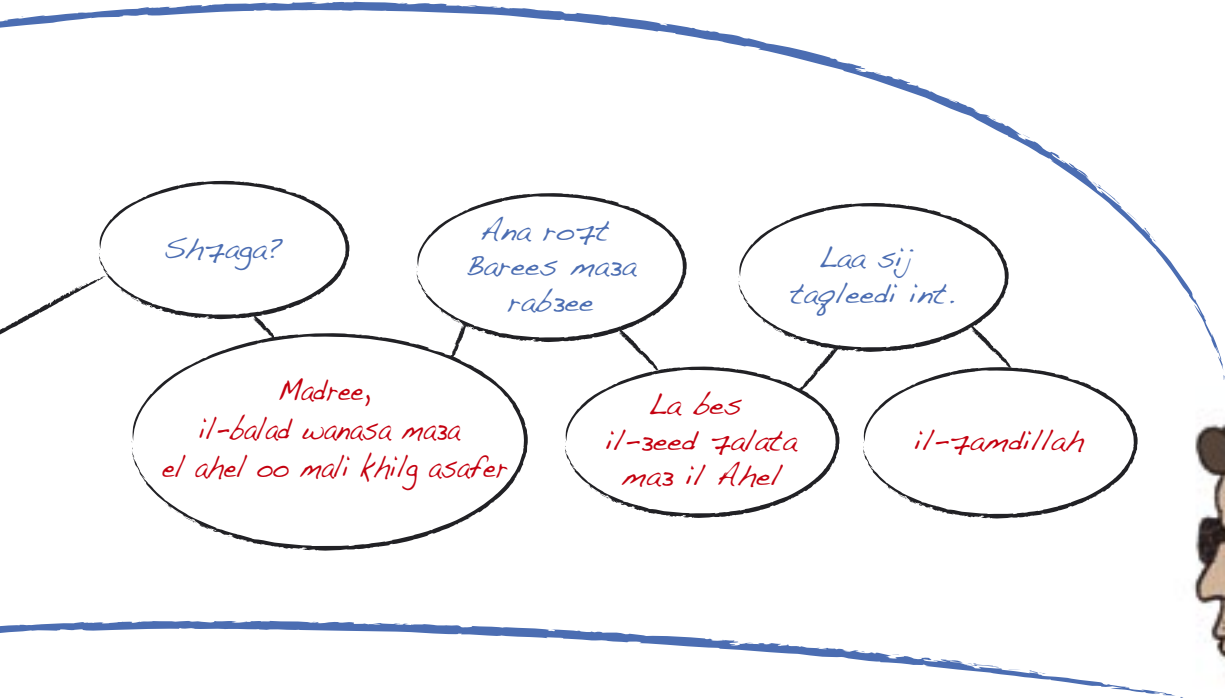 Sh7aga?
Madree,
il-balad wanasa ma3a
el ahel oo mali khilg asafer
Ana ro7t
Barees ma3a
rab3ee
La bes
il-3eed 7alata
ma3 il Ahel
Laa sij
taqleedi int.
il-7amdillah